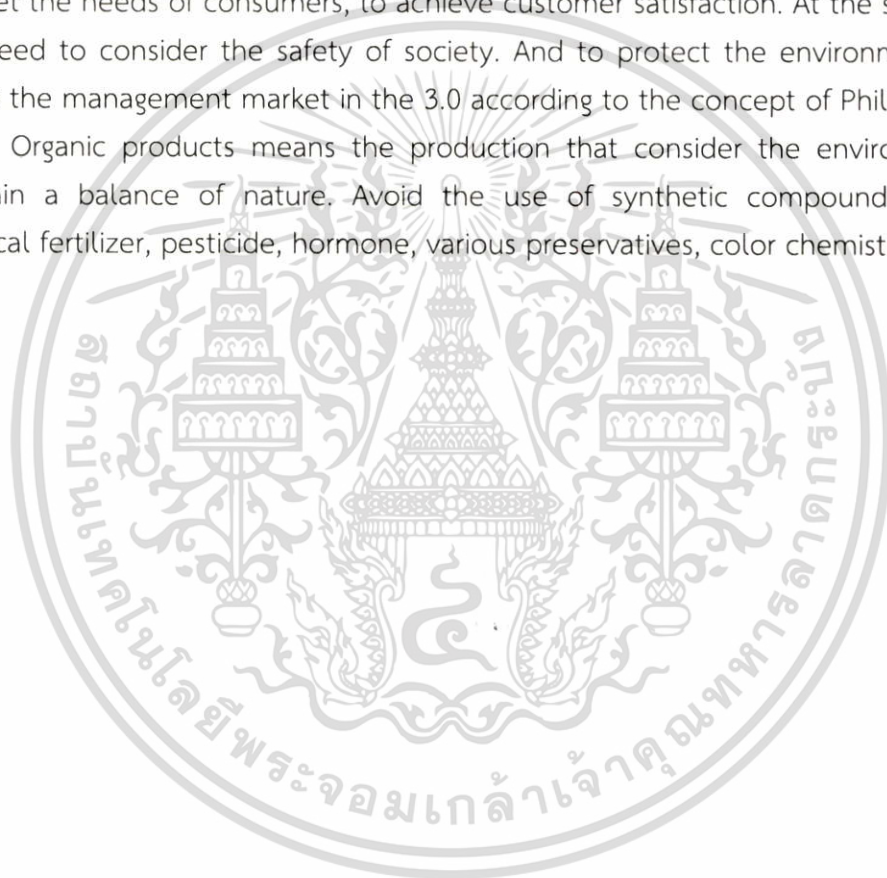 et the needs of consumers, to achieve customer satisfaction. At the s
eed to consider the safety of society. And to protect the environm
the management market in the 3.0 according to the concept of Phil
Organic products means the production that consider the enviro
in a balance of nature. Avoid the use of synthetic compound
cal fertilizer, pesticide, hormone, various preservatives, color chemist
สถาบันเทคโนโลยีพระจอมเกล้าเจ้าคุณทหารลาดกระบัง